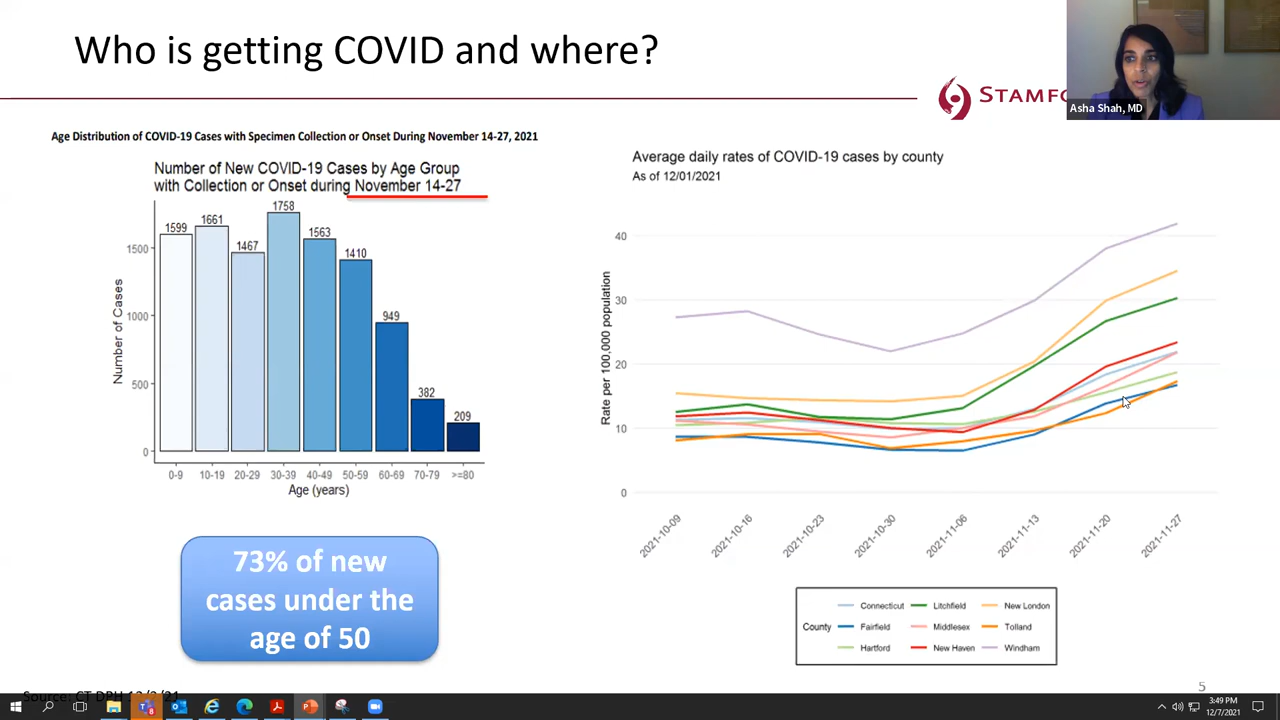 Who is getting COVID and where?
STAMF
Asha Shah, MD
Age Distribution of COVID-19 Cases with Specimen Collection or Onset During November 14-27, 2021
Number of New COVID-19 Cases by Age Group
with Collection or Onset during November 14-27
Number of Cases
1500
1000
500
0
1599
1661
1467
1758
1563
1410
949
382
209
0-9
10-19
20-29
30-39
40-49
50-59
60-69
70-79
>=80
Age (years)
73% of new
cases under the
age of 50
Average daily rates of COVID-19 cases by county
As of 12/01/2021
Rate per 100,000 population
40
30
20
10
0
2021-10-09
2021-10-16
2021-10-23
2021-10-30
2021-11-06
2021-11-13
2021-11-20
2021-11-27
County
Connecticut
Litchfield
New London
Fairfield
Middlesex
Tolland
Hartford
New Haven
Windham
5
Source: CT DPH
3:49 PM
12/7/2021